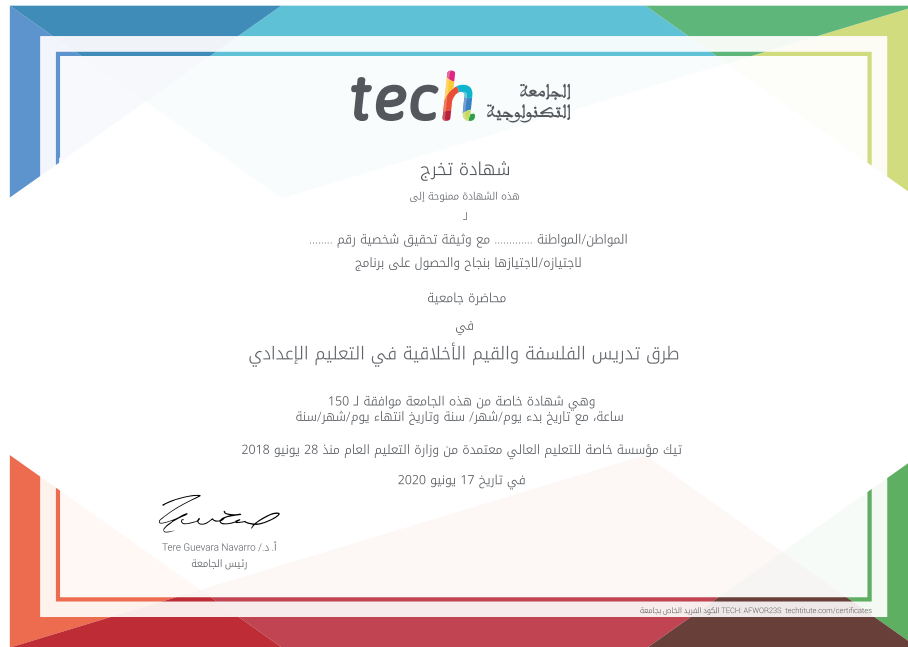 tech الجامعة
التكنولوجية
شهادة تخرج
هذه الشهادة ممنوحة إلى
لـ
المواطن/المواطنة ............. مع وثيقة تحقيق شخصية رقم ........
لاجتيازه/لاجتيازها بنجاح والحصول على برنامج
محاضرة جامعية
في
طرق تدريس الفلسفة والقيم الأخلاقية في التعليم الإعدادي
وهي شهادة خاصة من هذه الجامعة موافقة لـ 150
ساعة، مع تاريخ بدء يوم/شهر/ سنة وتاريخ انتهاء يوم/شهر/سنة
تيك مؤسسة خاصة للتعليم العالي معتمدة من وزارة التعليم العام منذ 28 يونيو 2018
في تاريخ 17 يونيو 2020
أ. د./ Tere Guevara Navarro
رئيس الجامعة
الكود الفريد الخاص بجامعة TECH: AFWOR23S techtitute.com/certificates